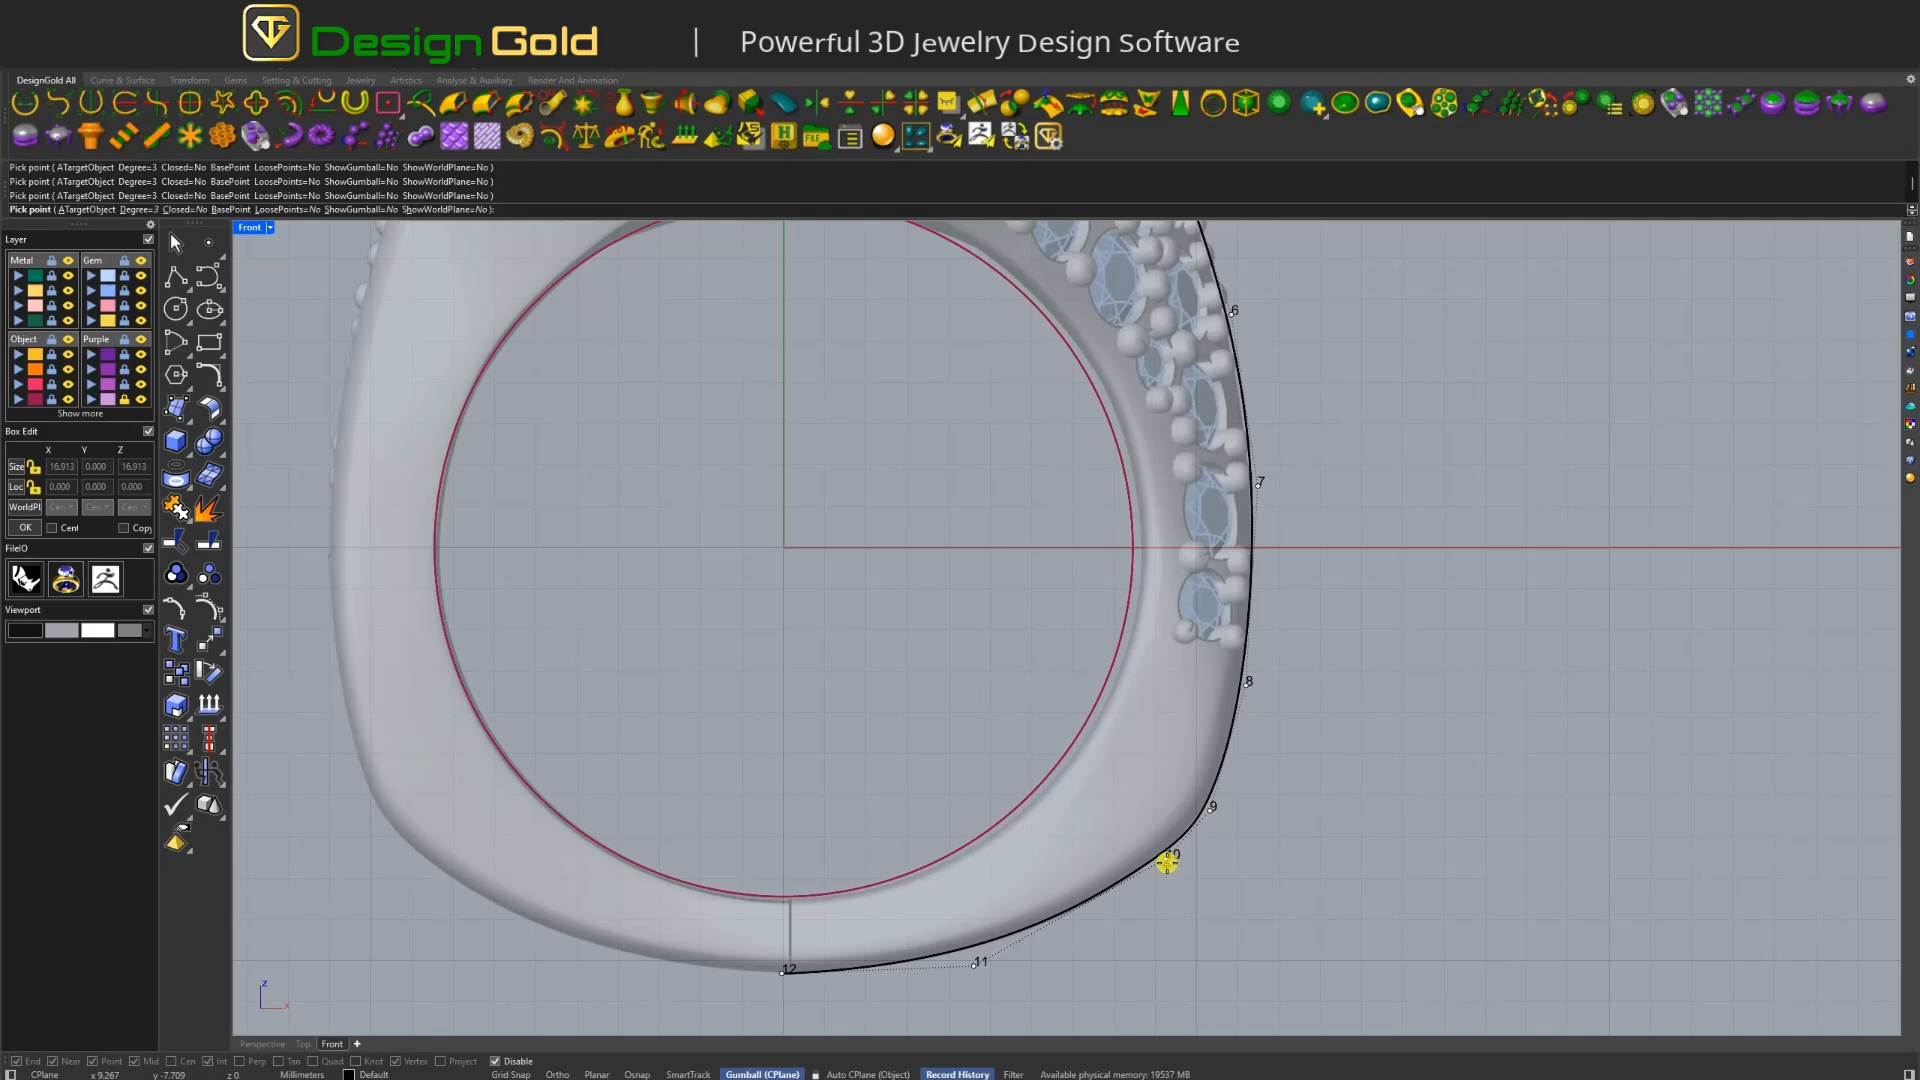 Design Gold | Powerful 3D Jewelry Design Software
DesignGold All Curve & Surface Transform Gems Setting & Cutting Jewelry Artistics Analyse & Auxiliary Render And Animation
Pick point ( ATargetObject Degree=3 Closed=No BasePoint LoosePoints=No ShowGumball=No ShowWorldPlane=No )
Pick point ( ATargetObject Degree=3 Closed=No BasePoint LoosePoints=No ShowGumball=No ShowWorldPlane=No )
Pick point ( ATargetObject Degree=3 Closed=No BasePoint LoosePoints=No ShowGumball=No ShowWorldPlane=No )
Pick point ( ATargetObject Degree=3 Closed=No BasePoint LoosePoints=No ShowGumball=No ShowWorldPlane=No ):
Front
Layer
Metal Gem
Object Purple
Show more
Box Edit
X Y Z
Size 16.913 0.000 16.913
Loc 0.000 0.000 0.000
WorldPl Cen Cen Cen
OK Cent Copy
FileIO
Viewport
6
7
8
9
10
11
12
z
x
Perspective Top Front
End Near Point Mid Cen Int Perp Tan Quad Knot Vertex Project Disable
CPlane x 9.267 y -7.709 z 0 Millimeters Default Grid Snap Ortho Planar Osnap SmartTrack Gumball (CPlane) Auto CPlane (Object) Record History Filter Available physical memory: 19537 MB